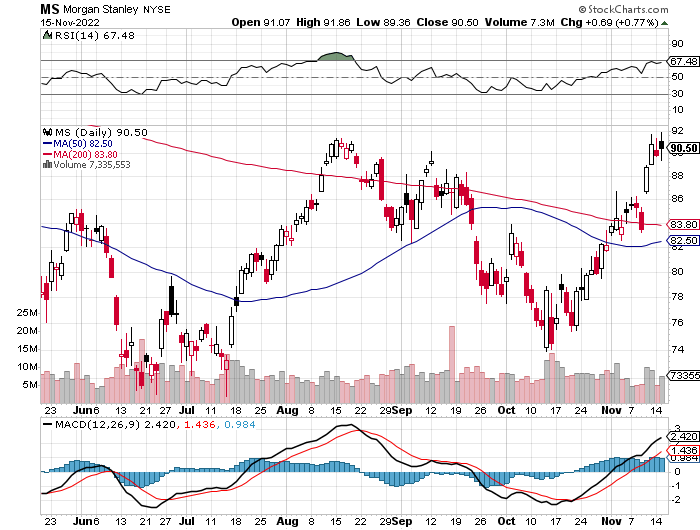 MS Morgan Stanley NYSE © StockCharts.com
15-Nov-2022 Open 91.07 High 91.86 Low 89.36 Close 90.50 Volume 7.3M Chg +0.69 (+0.77%)
RSI(14) 67.48
90
67.48
50
30
10
MS (Daily) 90.50
MA(50) 82.50
MA(200) 83.80
Volume 7,335,553
92
90.50
88
86
83.80
82.50
80
78
76
74
72
25M
20M
15M
10M
5M
73355
23 Jun 6 13 21 27 Jul 11 18 25 Aug 8 15 22 29 Sep 12 19 26 Oct 10 17 24 Nov 7 14
MACD(12,26,9) 2.420, 1.436, 0.984
3
2.420
1.436
0.984
0
-1
-2
23 Jun 6 13 21 27 Jul 11 18 25 Aug 8 15 22 29 Sep 12 19 26 Oct 10 17 24 Nov 7 14